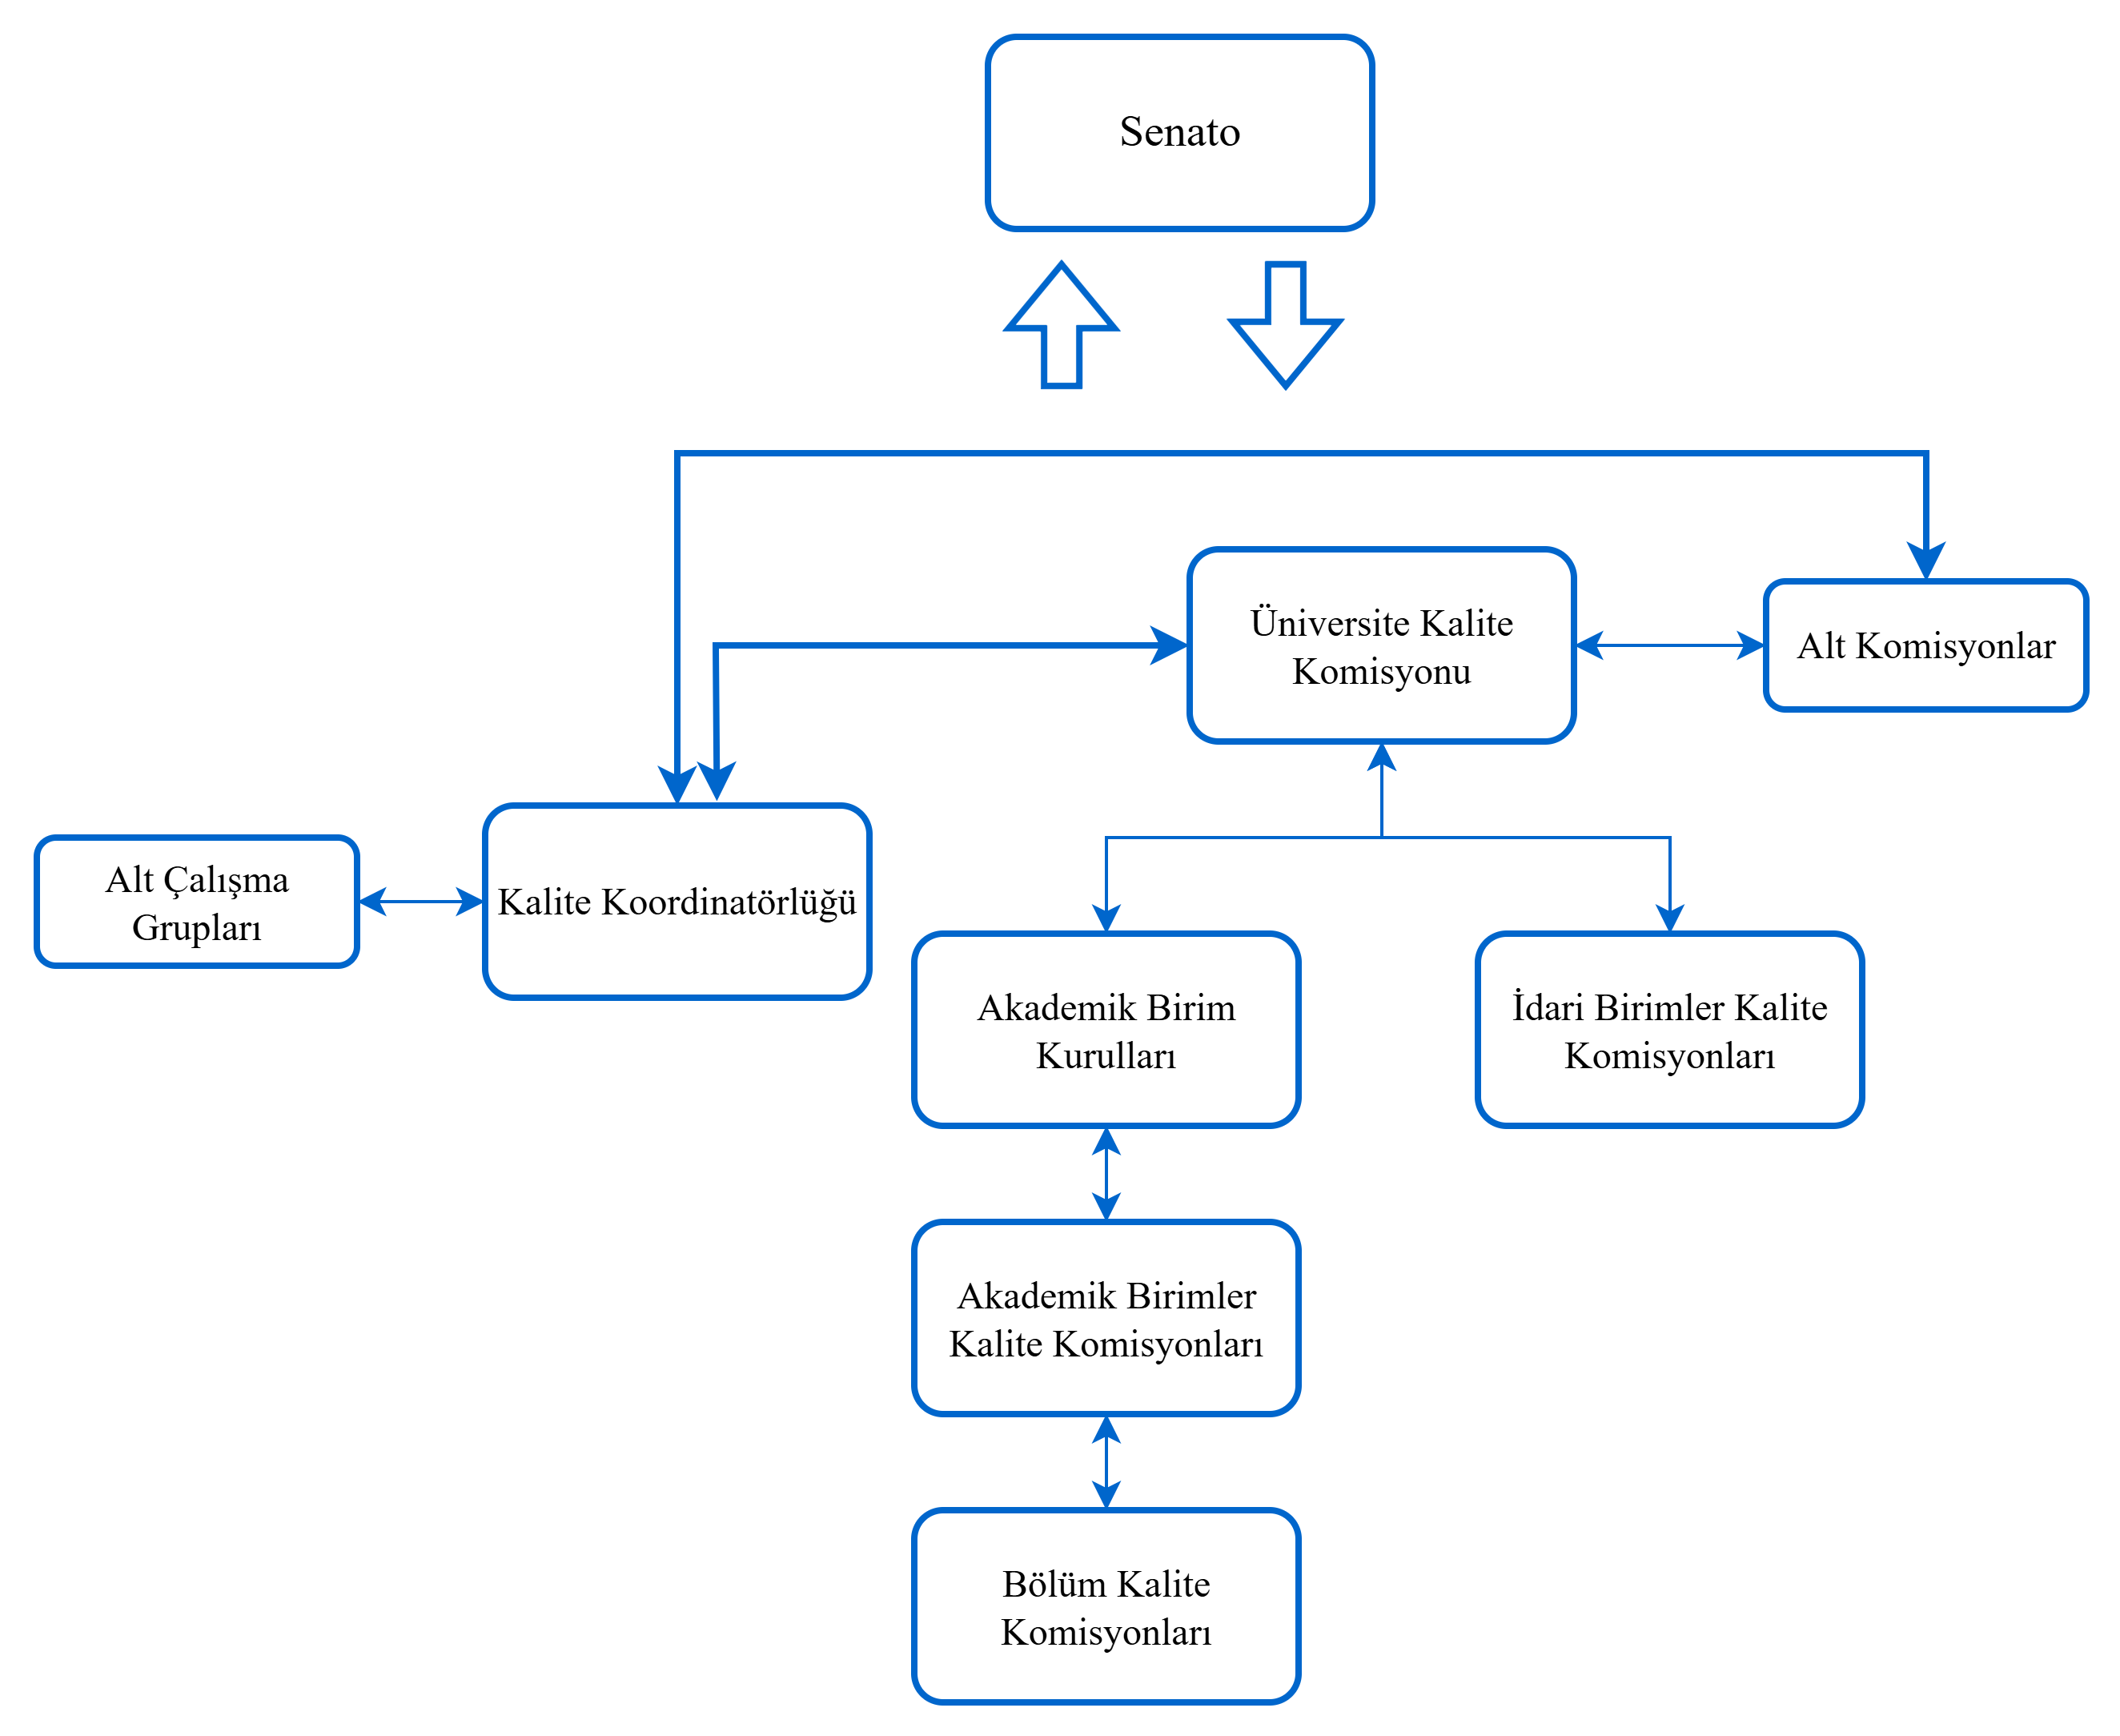 Senato
Üniversite Kalite
Komisyonu
Alt Komisyonlar
Alt Çalışma
Grupları
Kalite Koordinatörlüğü
Akademik Birim
Kurulları
İdari Birimler Kalite
Komisyonları
Akademik Birimler
Kalite Komisyonları
Bölüm Kalite
Komisyonları